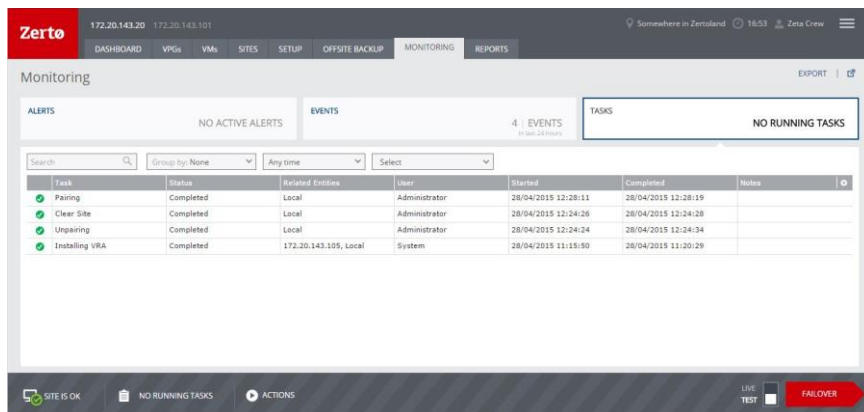 Zertø
172.20.143.20 172.20.143.101
Somewhere in Zertoland 16:53 Zeta Crew
DASHBOARD VPGs VMs SITES SETUP OFFSITE BACKUP MONITORING REPORTS
Monitoring
EXPORT
ALERTS
NO ACTIVE ALERTS
EVENTS
4 | EVENTS
in last 24 hours
TASKS
NO RUNNING TASKS
Search Group by: None Any time Select
Task Status Related Entities User Started Completed Notes
Pairing Completed Local Administrator 28/04/2015 12:28:11 28/04/2015 12:28:19
Clear Site Completed Local Administrator 28/04/2015 12:24:26 28/04/2015 12:24:28
Unpairing Completed Local Administrator 28/04/2015 12:24:24 28/04/2015 12:24:34
Installing VRA Completed 172.20.143.105, Local System 28/04/2015 11:15:50 28/04/2015 11:20:29
SITE IS OK NO RUNNING TASKS ACTIONS
LIVE
TEST
FAILOVER